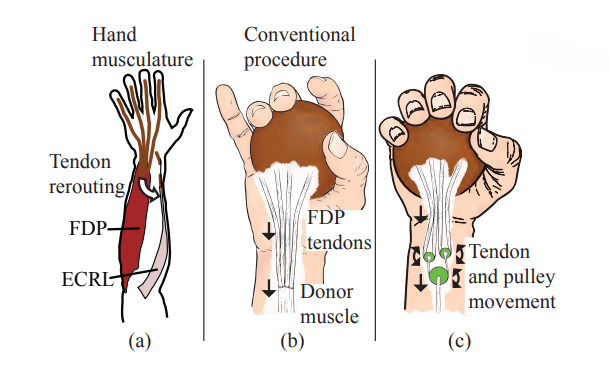 Hand
musculature
Tendon
rerouting
FDP
ECRL
(a)
Conventional
procedure
FDP
tendons
Donor
muscle
(b)
Tendon
and pulley
movement
(c)